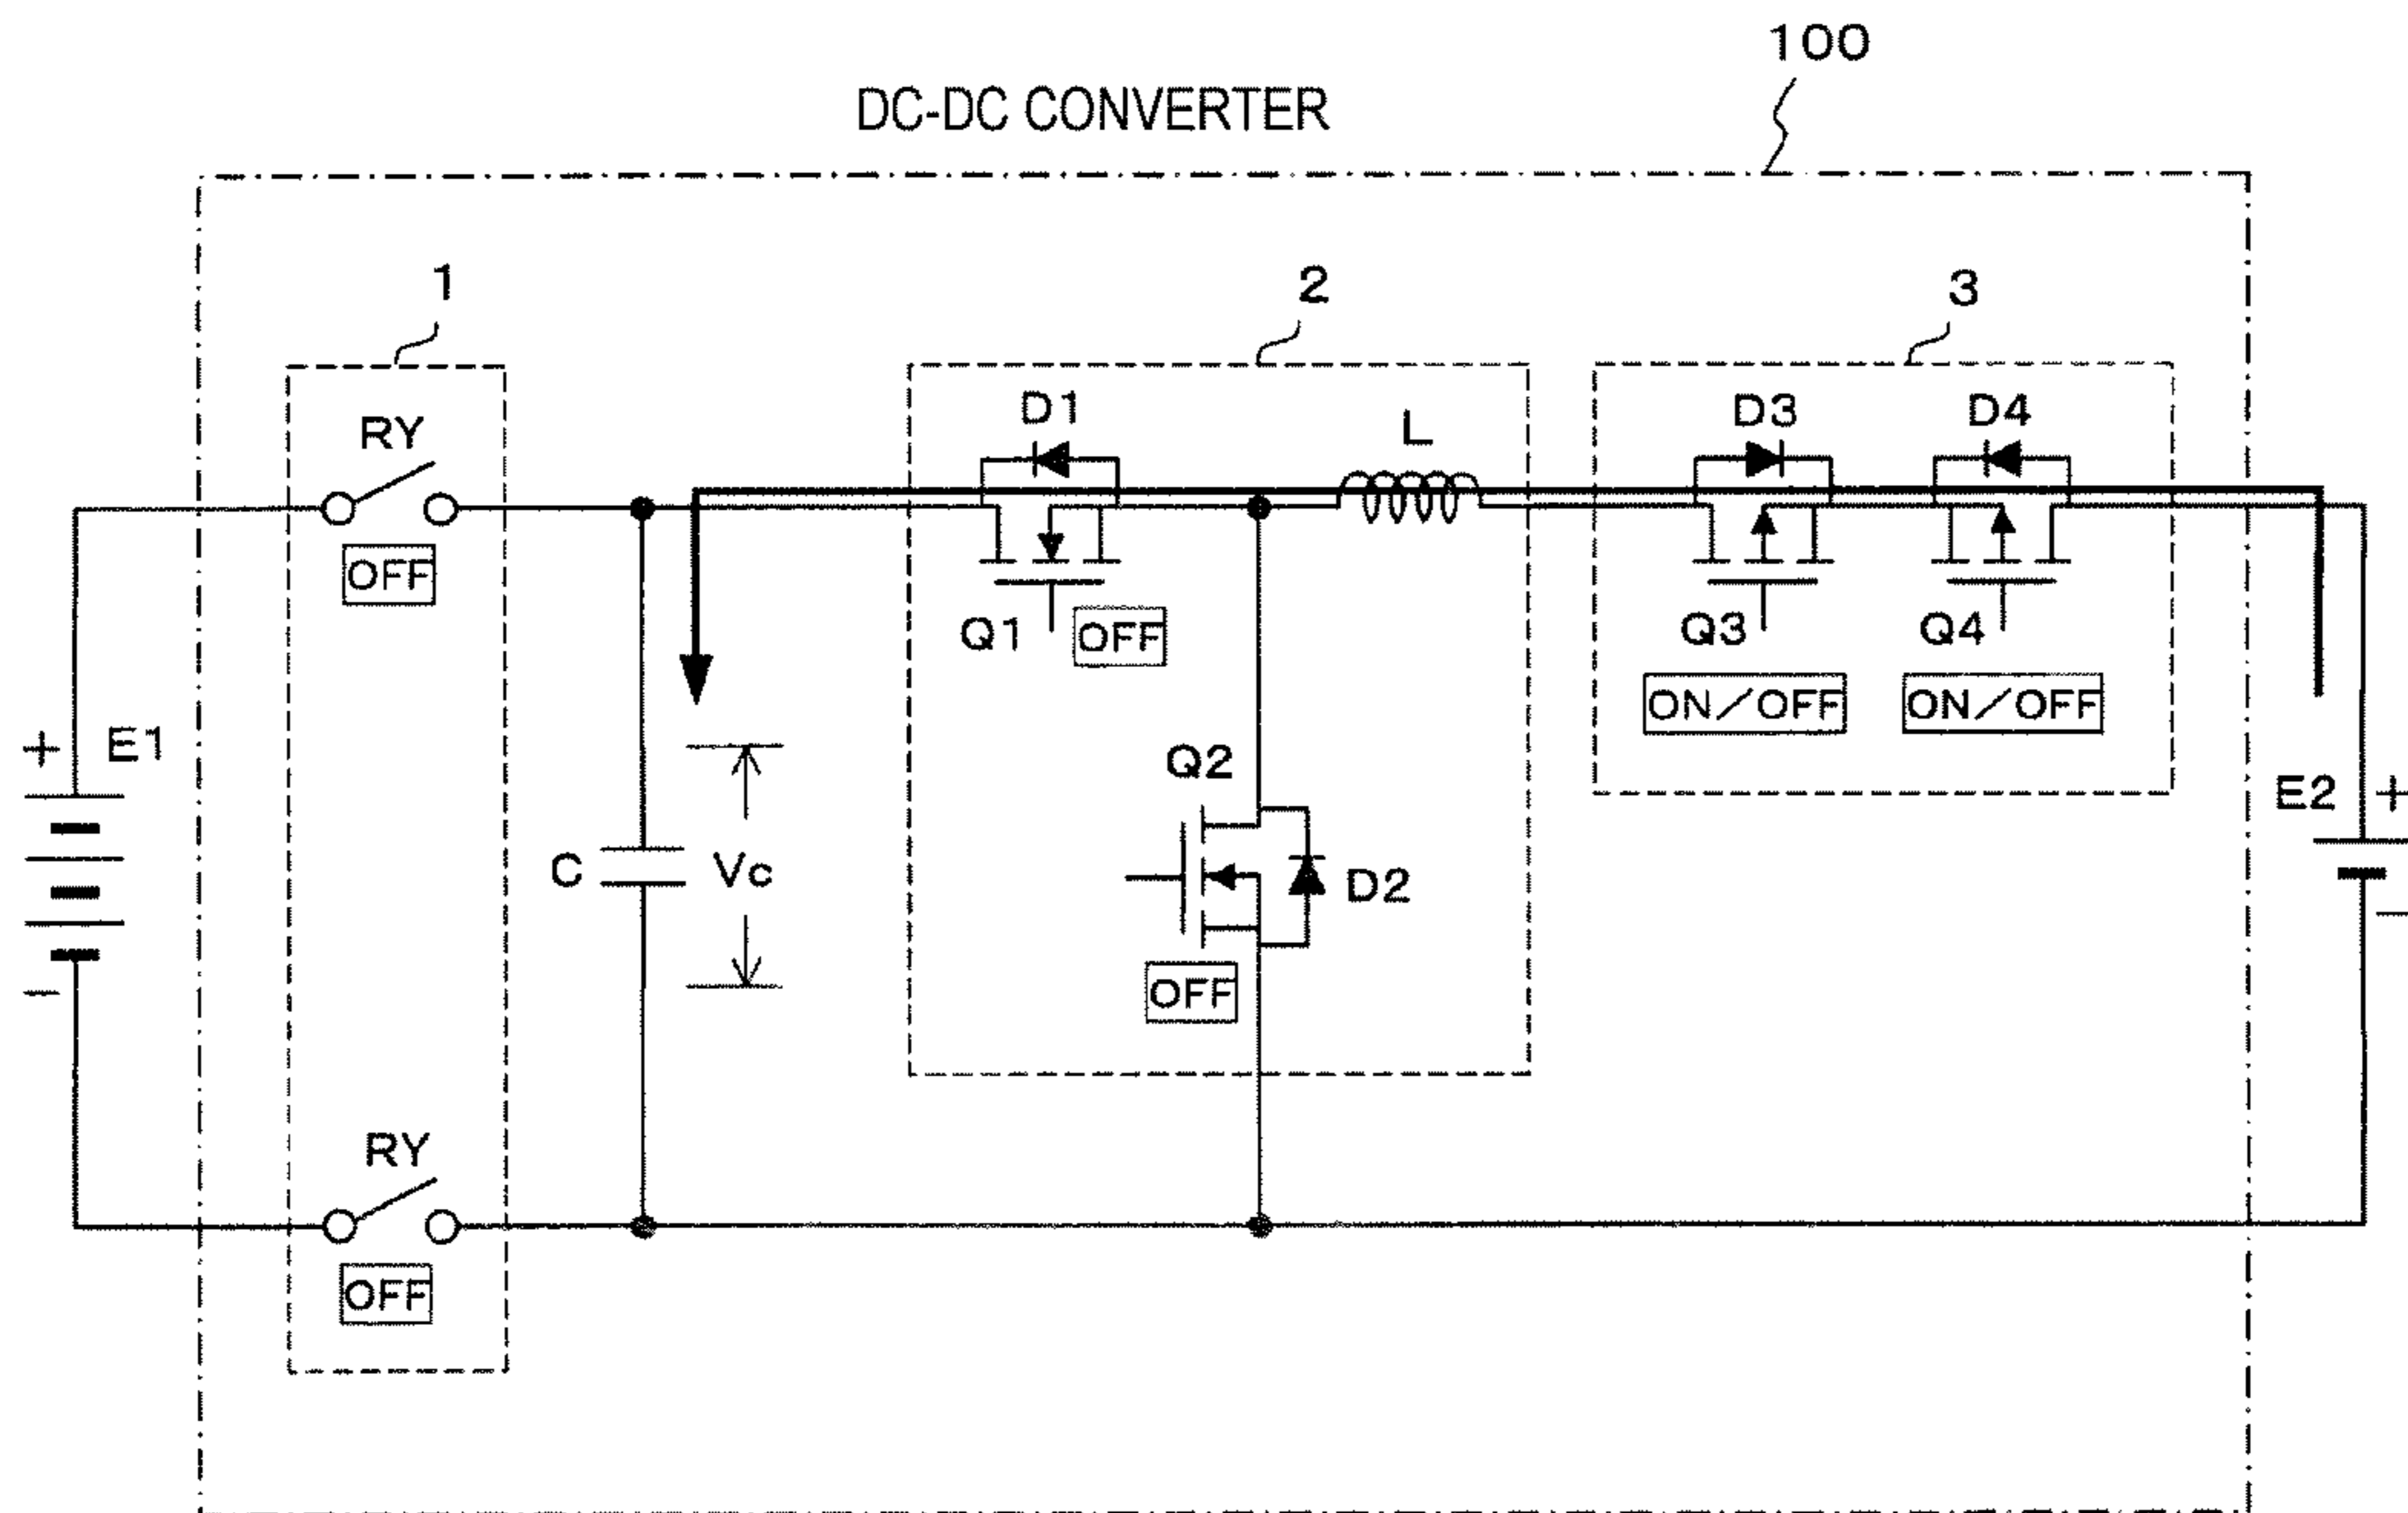 100
DC-DC CONVERTER
1
2
3
RY
D1
L
D3
D4
OFF
Q1
OFF
Q3
Q4
ON/OFF
ON/OFF
+
E1
Q2
E2
+
C
Vc
D2
−
−
OFF
RY
OFF